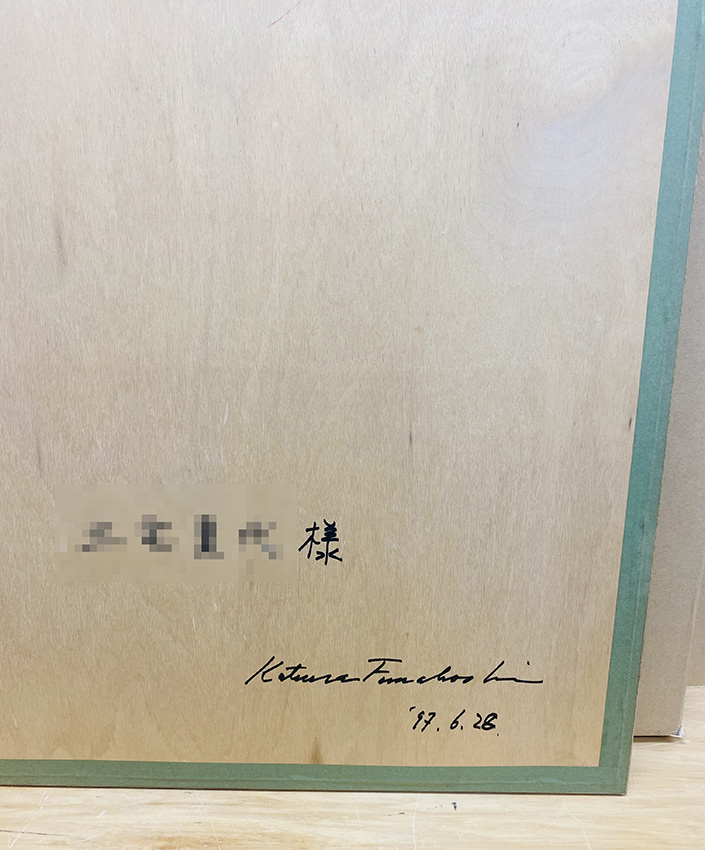 様
Katsura Funakoshi
'97.6.28.